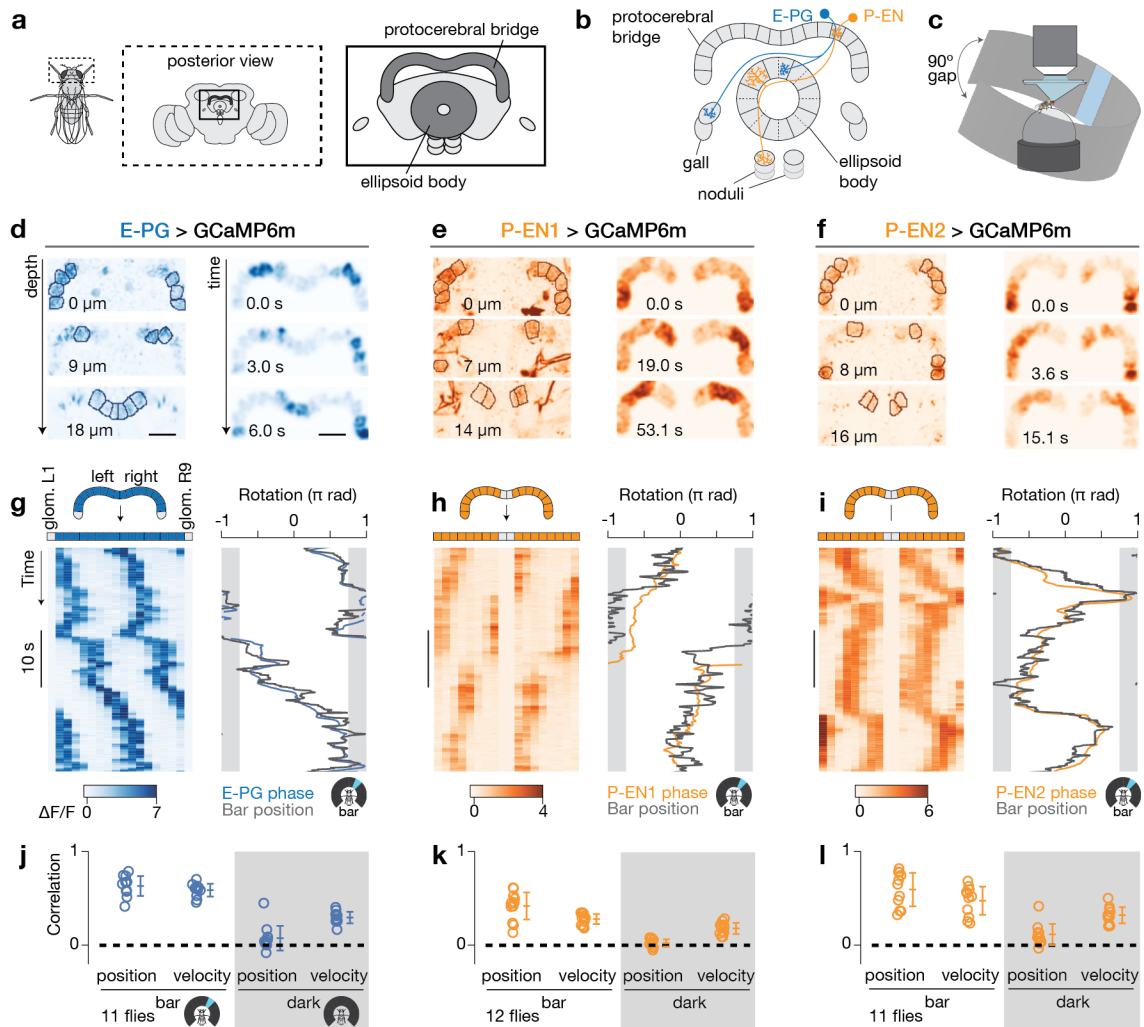 a
posterior view
protocerebral bridge
ellipsoid body
b
protocerebral
bridge
E-PG
P-EN
gall
noduli
ellipsoid
body
c
90º
gap
d
E-PG > GCaMP6m
depth
time
0 µm
9 µm
18 µm
0.0 s
3.0 s
6.0 s
e
P-EN1 > GCaMP6m
0 µm
7 µm
14 µm
0.0 s
19.0 s
53.1 s
f
P-EN2 > GCaMP6m
0 µm
8 µm
16 µm
0.0 s
3.6 s
15.1 s
g
glom. L1
left
right
glom. R9
Rotation (π rad)
-1
0
1
Time
10 s
ΔF/F
0
7
E-PG phase
Bar position
bar
h
Rotation (π rad)
-1
0
1
0
4
P-EN1 phase
Bar position
bar
i
Rotation (π rad)
-1
0
1
0
6
P-EN2 phase
Bar position
bar
j
Correlation
1
0
position
velocity
position
velocity
bar
dark
11 flies
k
1
0
position
velocity
position
velocity
bar
dark
12 flies
l
1
0
position
velocity
position
velocity
bar
dark
11 flies